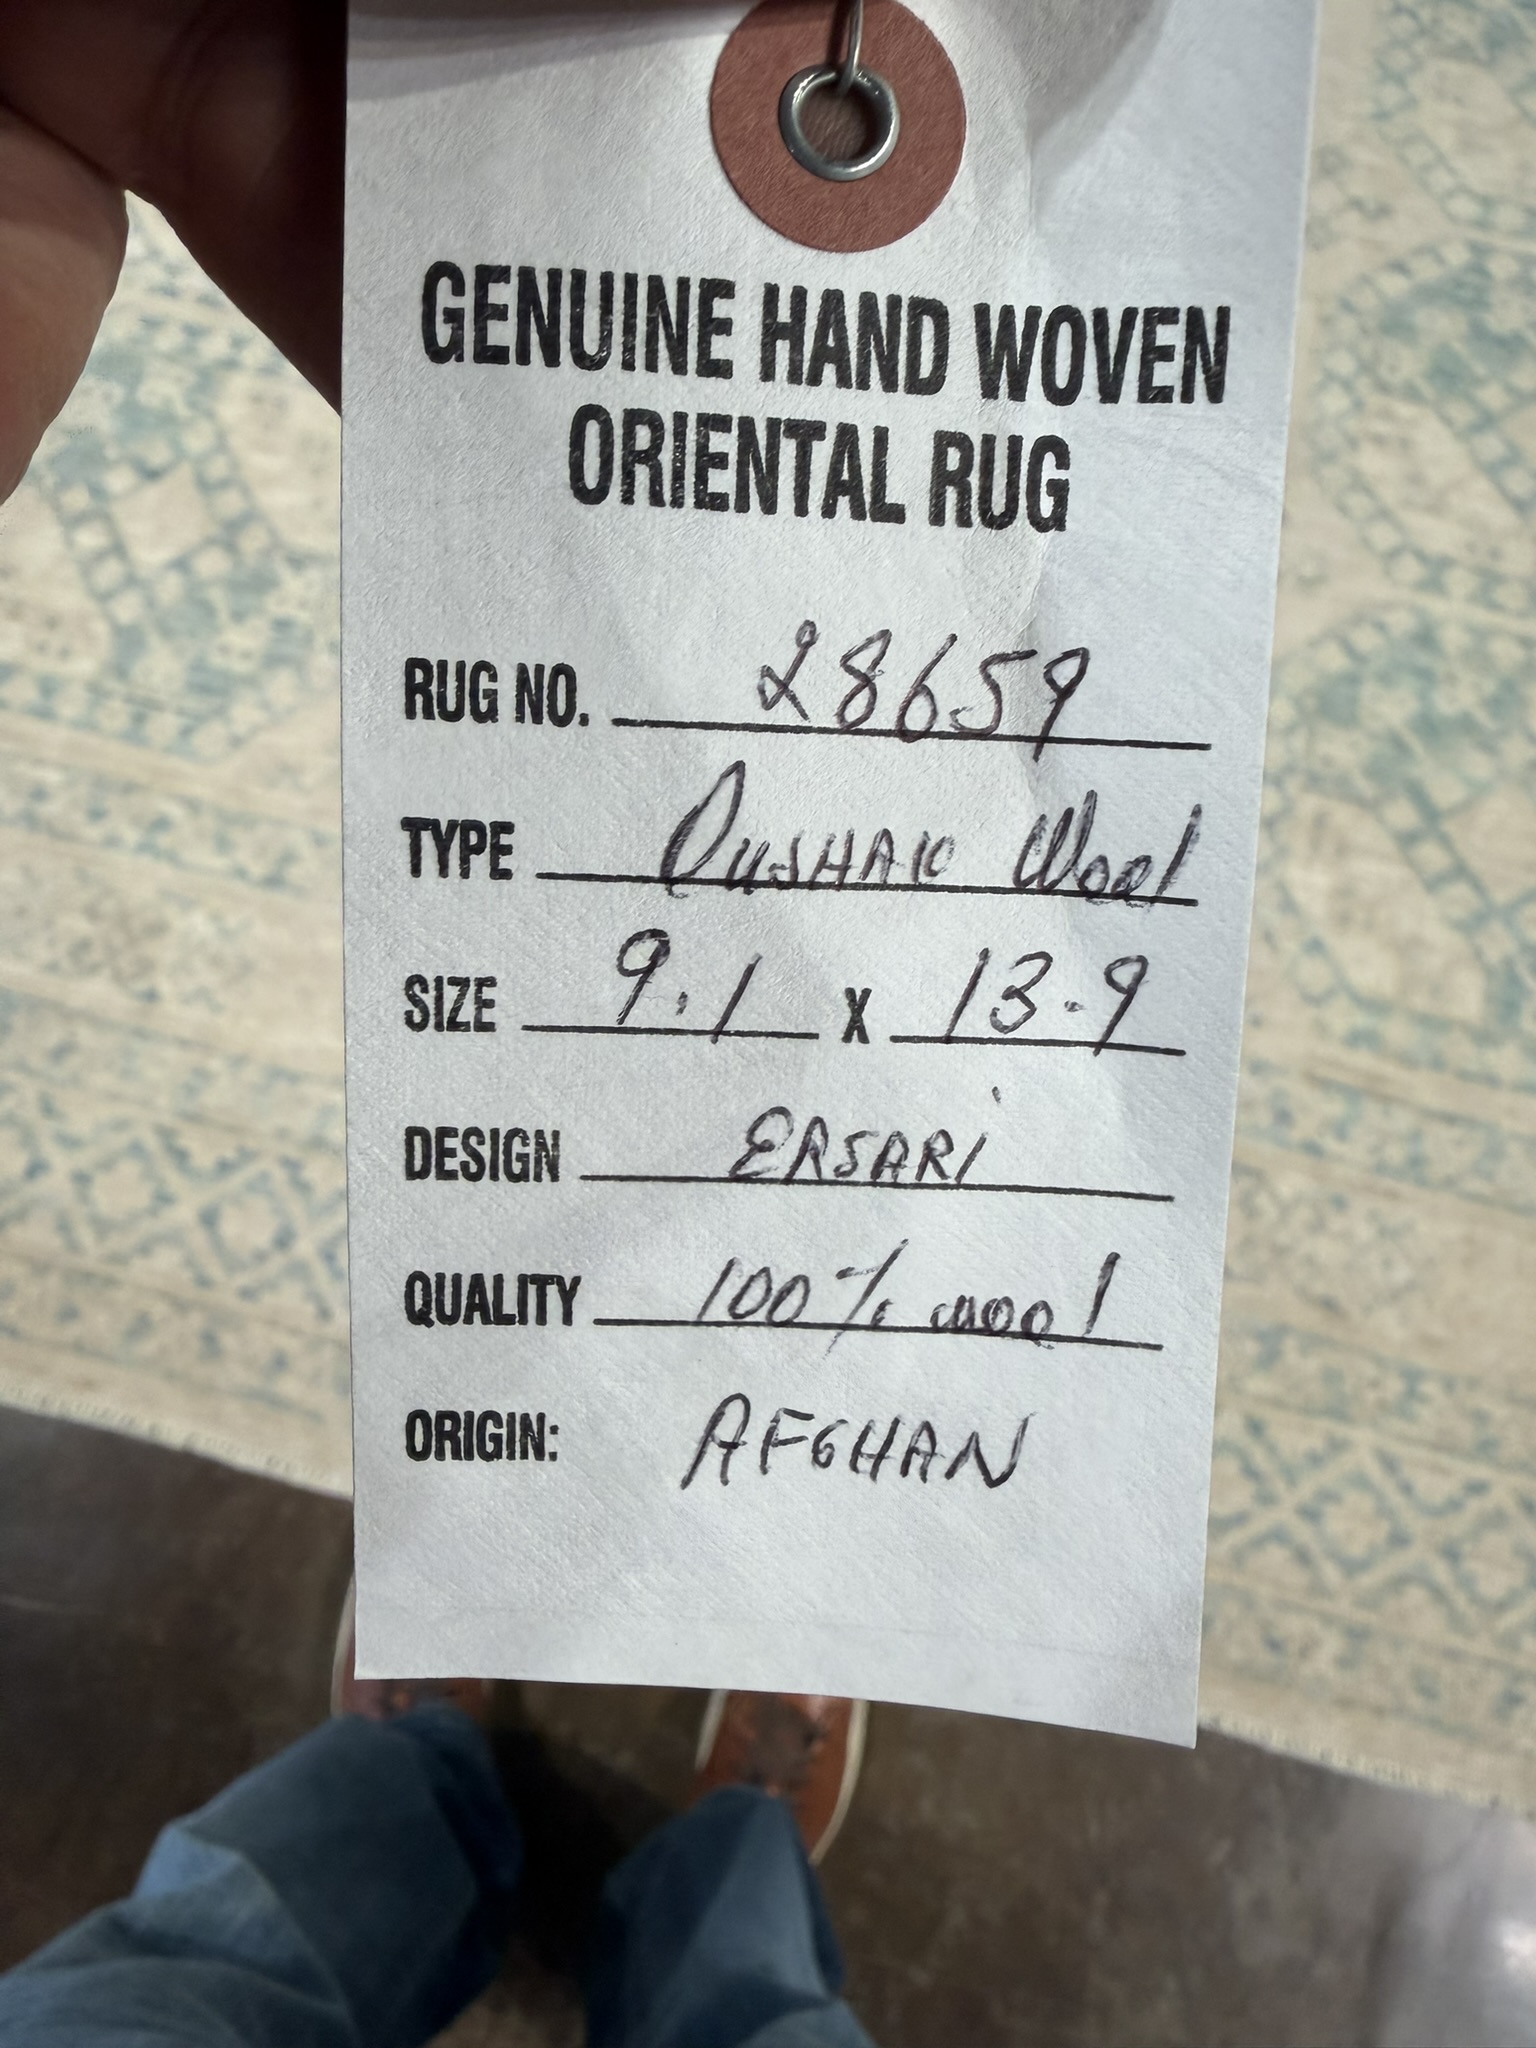 GENUINE HAND WOVEN
ORIENTAL RUG
RUG NO. 28659
TYPE OUSHAK Wool
SIZE 9.1 X 13.9
DESIGN ERSARI
QUALITY 100% wool
ORIGIN: AFGHAN